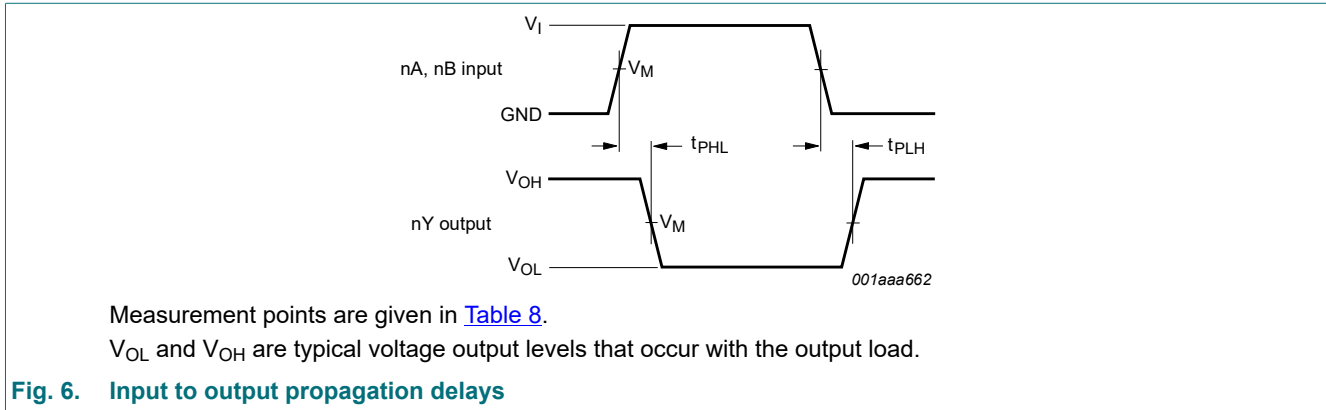 V_I
nA, nB input
V_M
GND
t_PHL
t_PLH
V_OH
nY output
V_M
V_OL
001aaa662
Measurement points are given in Table 8.
V_OL and V_OH are typical voltage output levels that occur with the output load.
Fig. 6. Input to output propagation delays